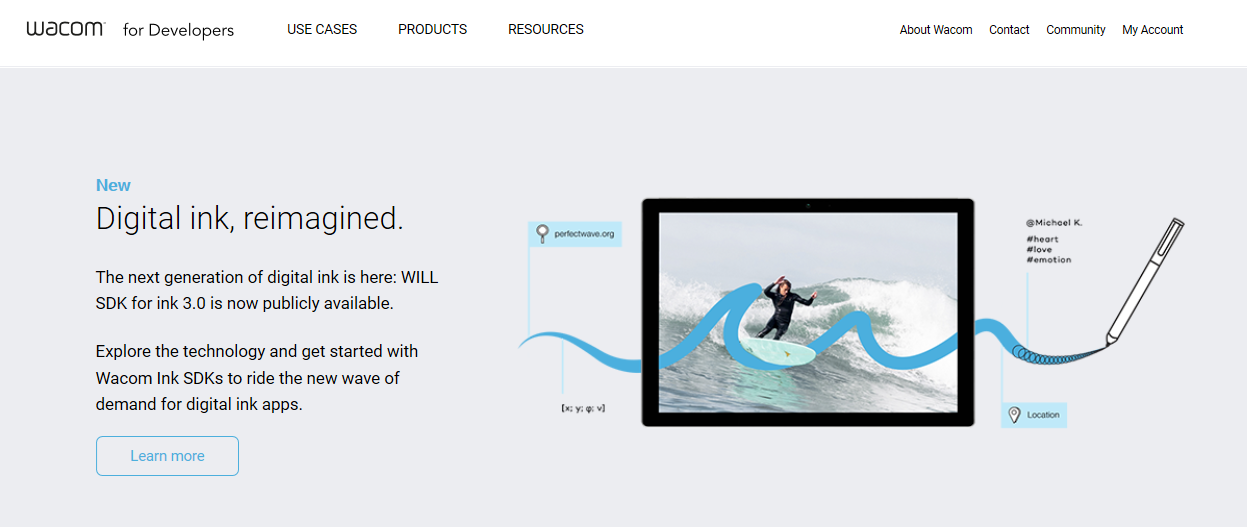 wacom for Developers
USE CASES
PRODUCTS
RESOURCES
About Wacom
Contact
Community
My Account
New
Digital ink, reimagined.
The next generation of digital ink is here: WILL
SDK for ink 3.0 is now publicly available.
Explore the technology and get started with
Wacom Ink SDKs to ride the new wave of
demand for digital ink apps.
Learn more
perfectwave.org
[x; y; φ; v]
@Michael K.
#heart
#love
#emotion
Location